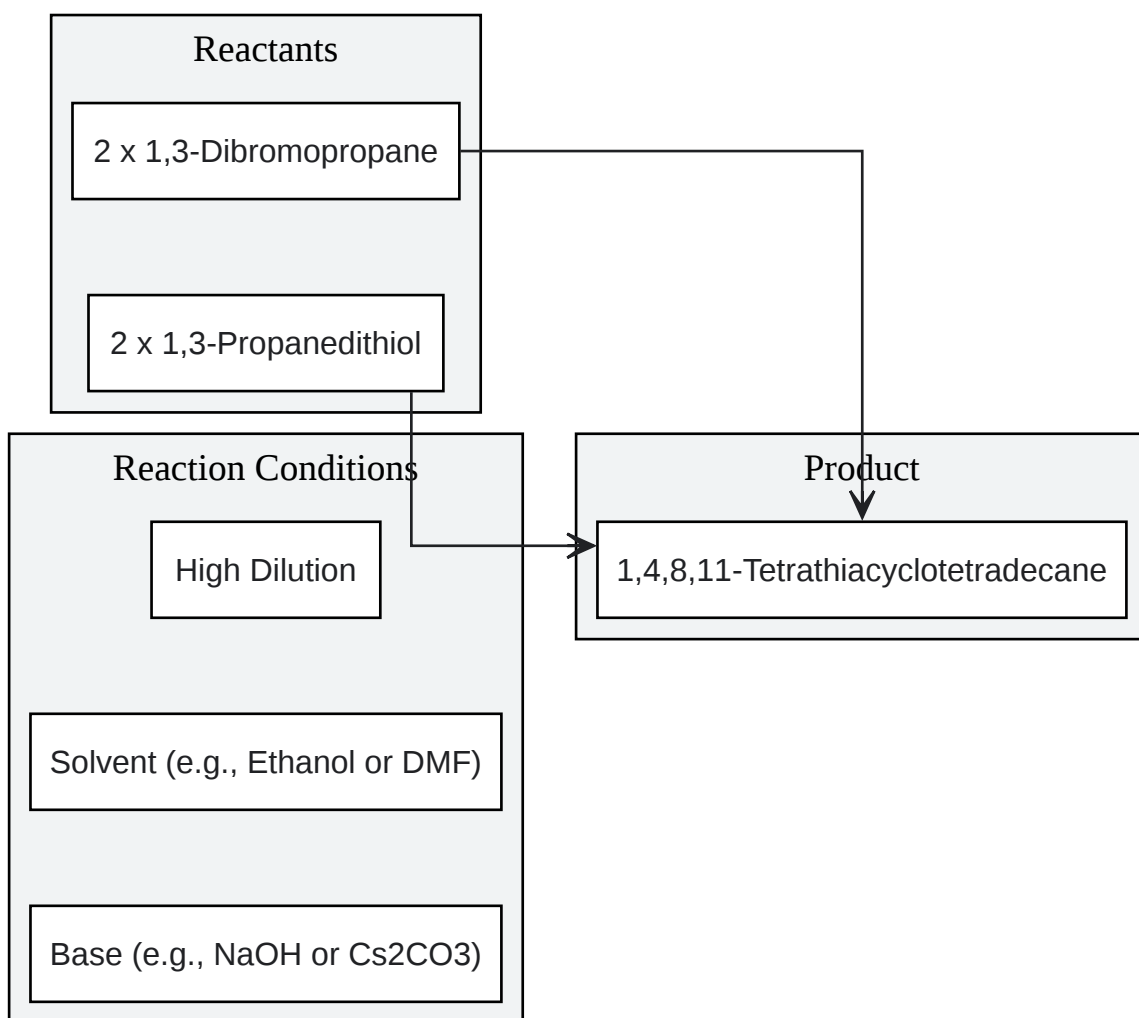 Reactants
2 x 1,3-Dibromopropane
2 x 1,3-Propanedithiol
Reaction Conditions
High Dilution
Solvent (e.g., Ethanol or DMF)
Base (e.g., NaOH or Cs2CO3)
Product
1,4,8,11-Tetrathiacyclotetradecane